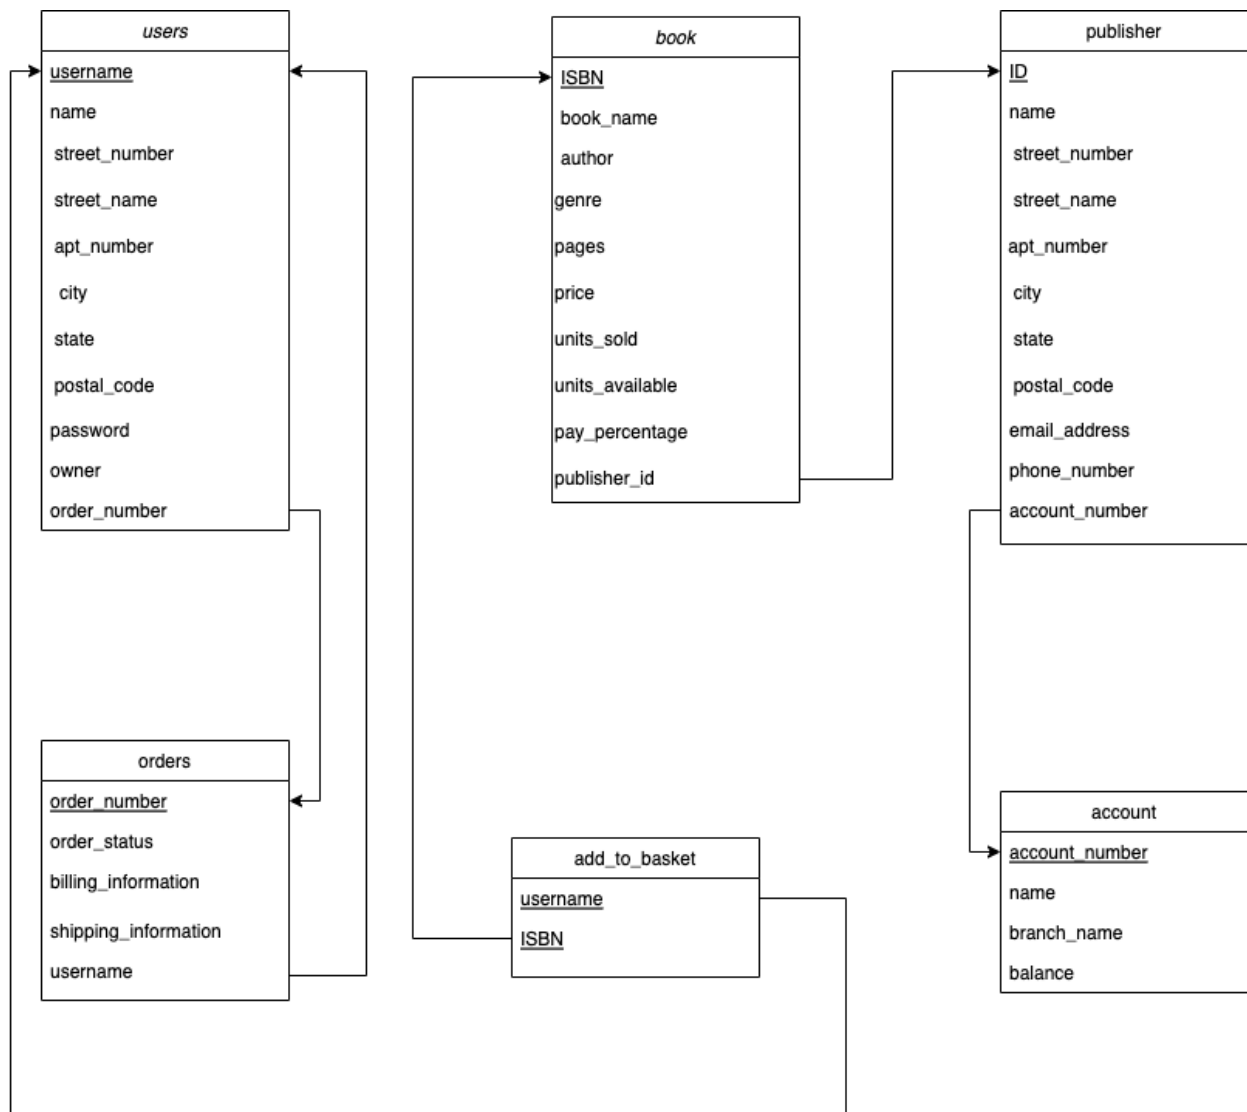 users
username
name
street_number
street_name
apt_number
city
state
postal_code
password
owner
order_number
book
ISBN
book_name
author
genre
pages
price
units_sold
units_available
pay_percentage
publisher_id
publisher
ID
name
street_number
street_name
apt_number
city
state
postal_code
email_address
phone_number
account_number
orders
order_number
order_status
billing_information
shipping_information
username
add_to_basket
username
ISBN
account
account_number
name
branch_name
balance